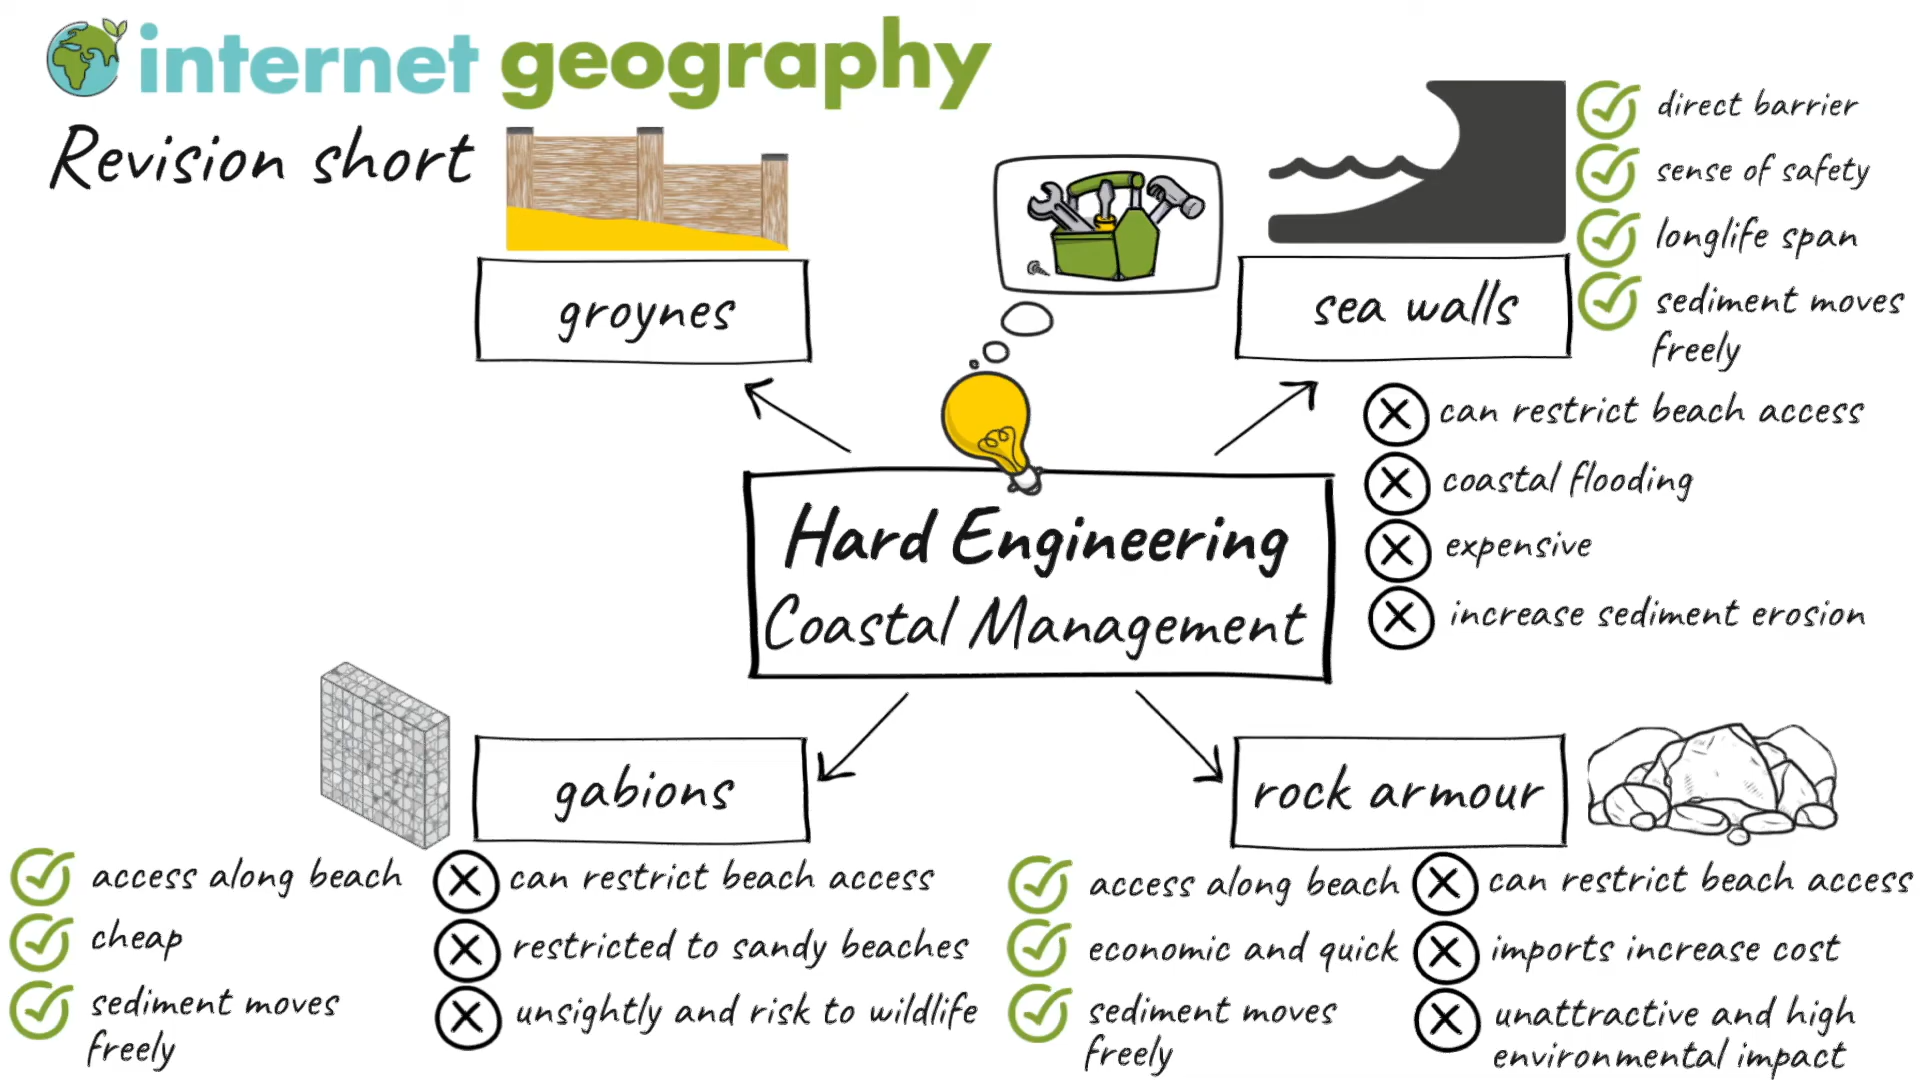 internet geography
Revision short
groynes
sea walls
direct barrier
sense of safety
longlife span
sediment moves
freely
can restrict beach access
coastal flooding
expensive
increase sediment erosion
Hard Engineering
Coastal Management
gabions
access along beach
cheap
sediment moves
freely
can restrict beach access
restricted to sandy beaches
unsightly and risk to wildlife
rock armour
access along beach
economic and quick
sediment moves
freely
can restrict beach access
imports increase cost
unattractive and high
environmental impact